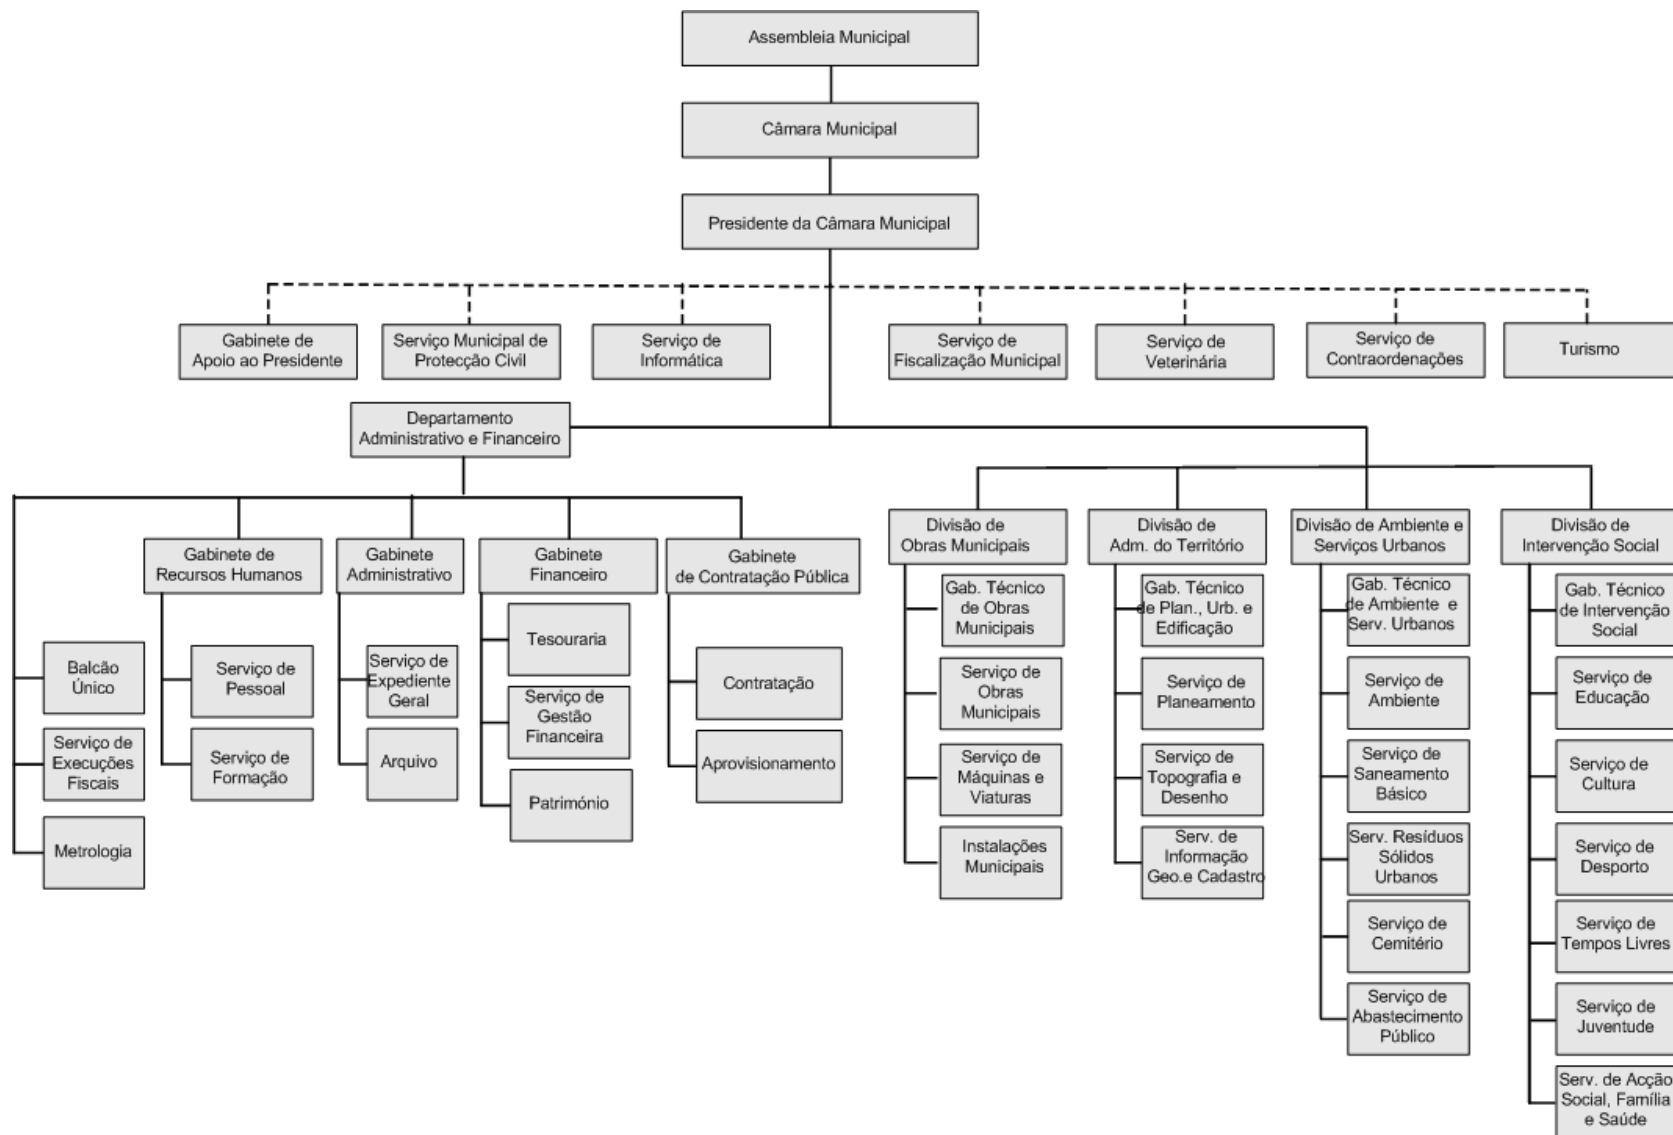 Assembleia Municipal
Câmara Municipal
Presidente da Câmara Municipal
Gabinete de
Apoio ao Presidente
Serviço Municipal de
Protecção Civil
Serviço de
Informática
Serviço de
Fiscalização Municipal
Serviço de
Veterinária
Serviço de
Contraordenações
Turismo
Departamento
Administrativo e Financeiro
Gabinete de
Recursos Humanos
Gabinete
Administrativo
Gabinete
Financeiro
Gabinete
de Contratação Pública
Balcão
Único
Serviço de
Execuções
Fiscais
Metrologia
Serviço de
Pessoal
Serviço de
Formação
Serviço de
Expediente
Geral
Arquivo
Tesouraria
Serviço de
Gestão
Financeira
Património
Contratação
Aprovisionamento
Divisão de
Obras Municipais
Gab. Técnico
de Obras
Municipais
Serviço de
Obras
Municipais
Serviço de
Máquinas e
Viaturas
Instalações
Municipais
Divisão de
Adm. do Território
Gab. Técnico
de Plan., Urb. e
Edificação
Serviço de
Planeamento
Serviço de
Topografia e
Desenho
Serv. de
Informação
Geo.e Cadastro
Divisão de Ambiente e
Serviços Urbanos
Gab. Técnico
de Ambiente e
Serv. Urbanos
Serviço de
Ambiente
Serviço de
Saneamento
Básico
Serv. Resíduos
Sólidos
Urbanos
Serviço de
Cemitério
Serviço de
Abastecimento
Público
Divisão de
Intervenção Social
Gab. Técnico
de Intervenção
Social
Serviço de
Educação
Serviço de
Cultura
Serviço de
Desporto
Serviço de
Tempos Livres
Serviço de
Juventude
Serv. de Acção
Social, Família
e Saúde